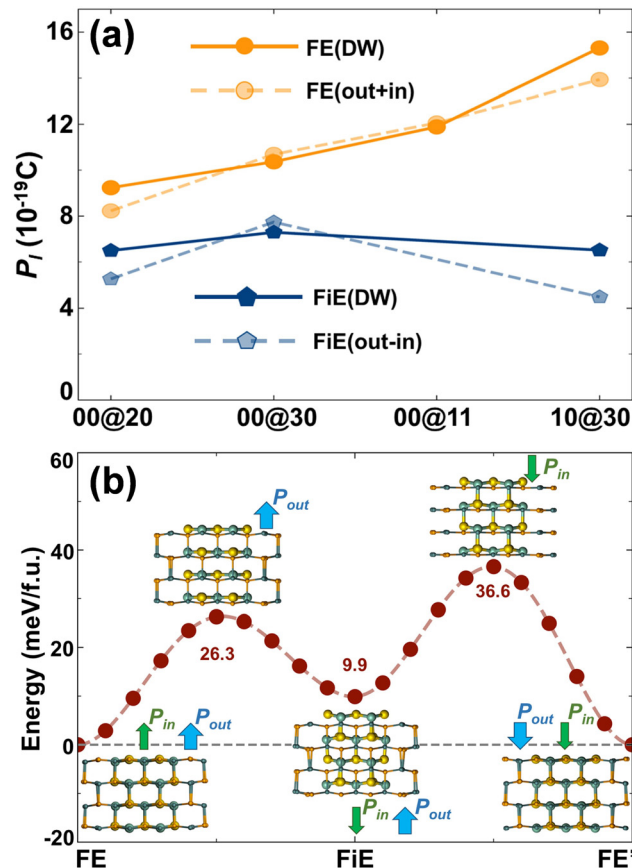 (a)
16
12
8
4
0
P_l (10⁻¹⁹C)
FE(DW)
FE(out+in)
FiE(DW)
FiE(out-in)
00@20 00@30 00@11 10@30
(b)
60
40
20
0
-20
Energy (meV/f.u.)
P_in
P_out
36.6
26.3
9.9
P_in P_out
P_out P_in
P_in P_out
FE FiE FE'